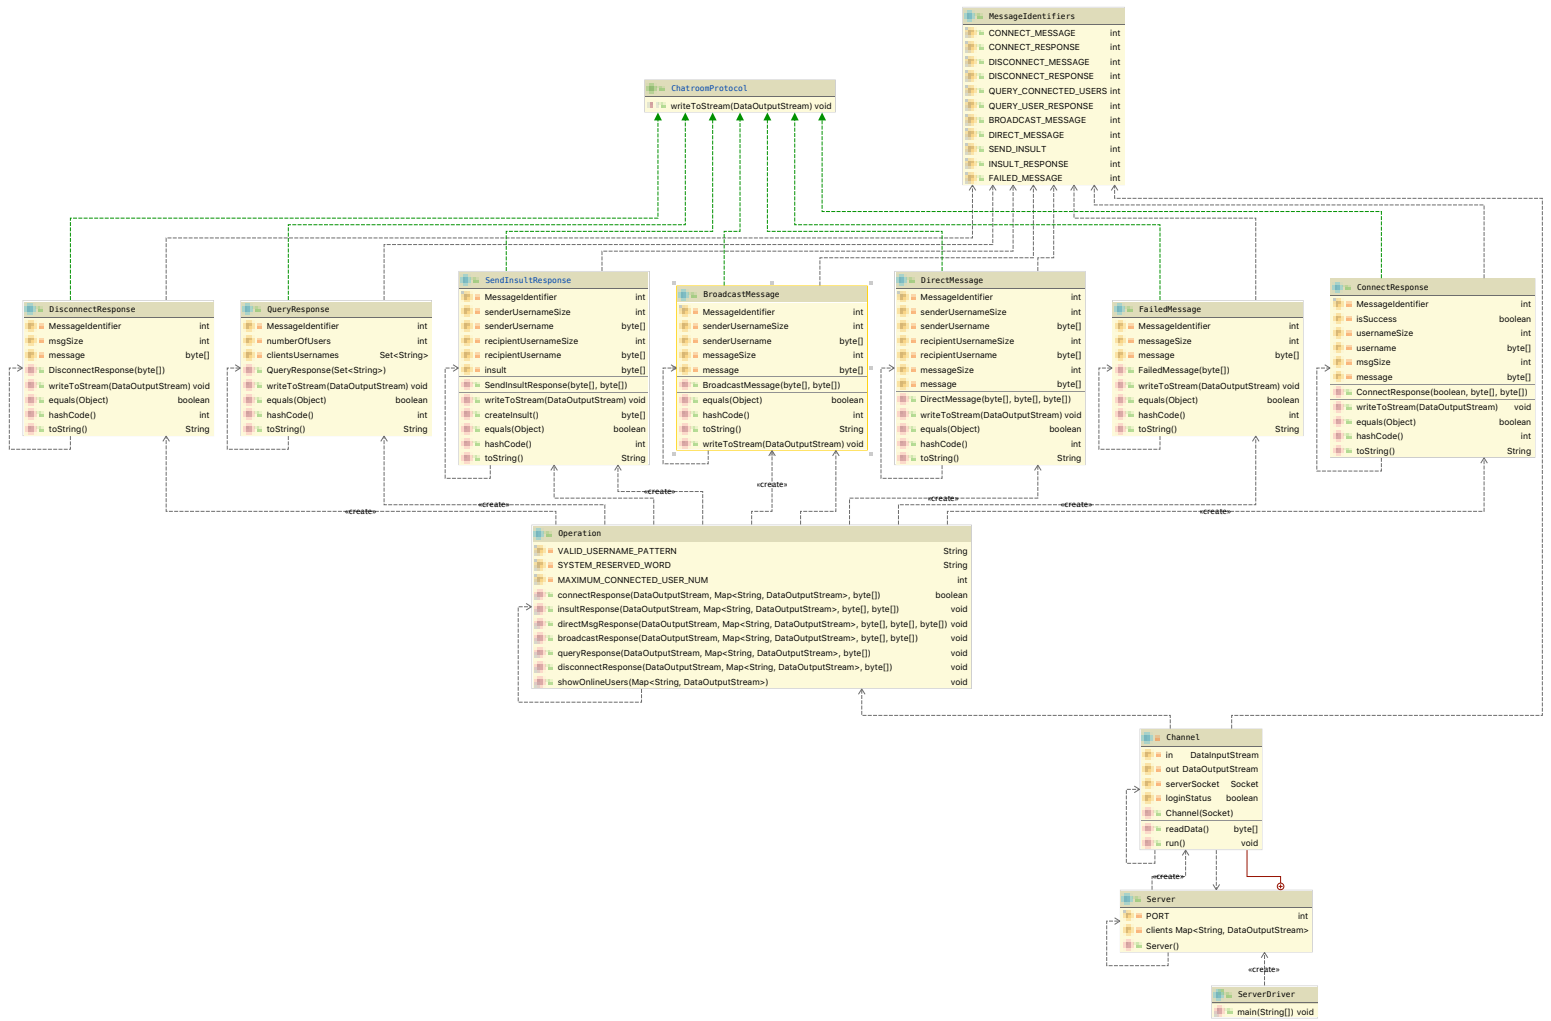 MessageIdentifiers
CONNECT_MESSAGE int
CONNECT_RESPONSE int
DISCONNECT_MESSAGE int
DISCONNECT_RESPONSE int
QUERY_CONNECTED_USERS int
QUERY_USER_RESPONSE int
BROADCAST_MESSAGE int
DIRECT_MESSAGE int
SEND_INSULT int
INSULT_RESPONSE int
FAILED_MESSAGE int
ChatroomProtocol
writeToStream(DataOutputStream) void
DisconnectResponse
MessageIdentifier int
msgSize int
message byte[]
DisconnectResponse(byte[])
writeToStream(DataOutputStream) void
equals(Object) boolean
hashCode() int
toString() String
QueryResponse
MessageIdentifier int
numberOfUsers int
clientsUsernames Set<String>
QueryResponse(Set<String>)
writeToStream(DataOutputStream) void
equals(Object) boolean
hashCode() int
toString() String
SendInsultResponse
MessageIdentifier int
senderUsernameSize int
senderUsername byte[]
recipientUsernameSize int
recipientUsername byte[]
insult byte[]
SendInsultResponse(byte[], byte[])
writeToStream(DataOutputStream) void
createInsult() byte[]
equals(Object) boolean
hashCode() int
toString() String
BroadcastMessage
MessageIdentifier int
senderUsernameSize int
senderUsername byte[]
messageSize int
message byte[]
BroadcastMessage(byte[], byte[])
equals(Object) boolean
hashCode() int
toString() String
writeToStream(DataOutputStream) void
DirectMessage
MessageIdentifier int
senderUsernameSize int
senderUsername byte[]
recipientUsernameSize int
recipientUsername byte[]
messageSize int
message byte[]
DirectMessage(byte[], byte[], byte[])
writeToStream(DataOutputStream) void
equals(Object) boolean
hashCode() int
toString() String
FailedMessage
MessageIdentifier int
messageSize int
message byte[]
FailedMessage(byte[])
writeToStream(DataOutputStream) void
equals(Object) boolean
hashCode() int
toString() String
ConnectResponse
MessageIdentifier int
isSuccess boolean
usernameSize int
username byte[]
msgSize int
message byte[]
ConnectResponse(boolean, byte[], byte[])
writeToStream(DataOutputStream) void
equals(Object) boolean
hashCode() int
toString() String
«create»
«create»
«create»
«create»
«create»
«create»
«create»
Operation
VALID_USERNAME_PATTERN String
SYSTEM_RESERVED_WORD String
MAXIMUM_CONNECTED_USER_NUM int
connectResponse(DataOutputStream, Map<String, DataOutputStream>, byte[]) boolean
insultResponse(DataOutputStream, Map<String, DataOutputStream>, byte[], byte[]) void
directMsgResponse(DataOutputStream, Map<String, DataOutputStream>, byte[], byte[], byte[]) void
broadcastResponse(DataOutputStream, Map<String, DataOutputStream>, byte[], byte[]) void
queryResponse(DataOutputStream, Map<String, DataOutputStream>, byte[]) void
disconnectResponse(DataOutputStream, Map<String, DataOutputStream>, byte[]) void
showOnlineUsers(Map<String, DataOutputStream>) void
Channel
in DataInputStream
out DataOutputStream
serverSocket Socket
loginStatus boolean
Channel(Socket)
readData() byte[]
run() void
«create»
Server
PORT int
clients Map<String, DataOutputStream>
Server()
«create»
ServerDriver
main(String[]) void